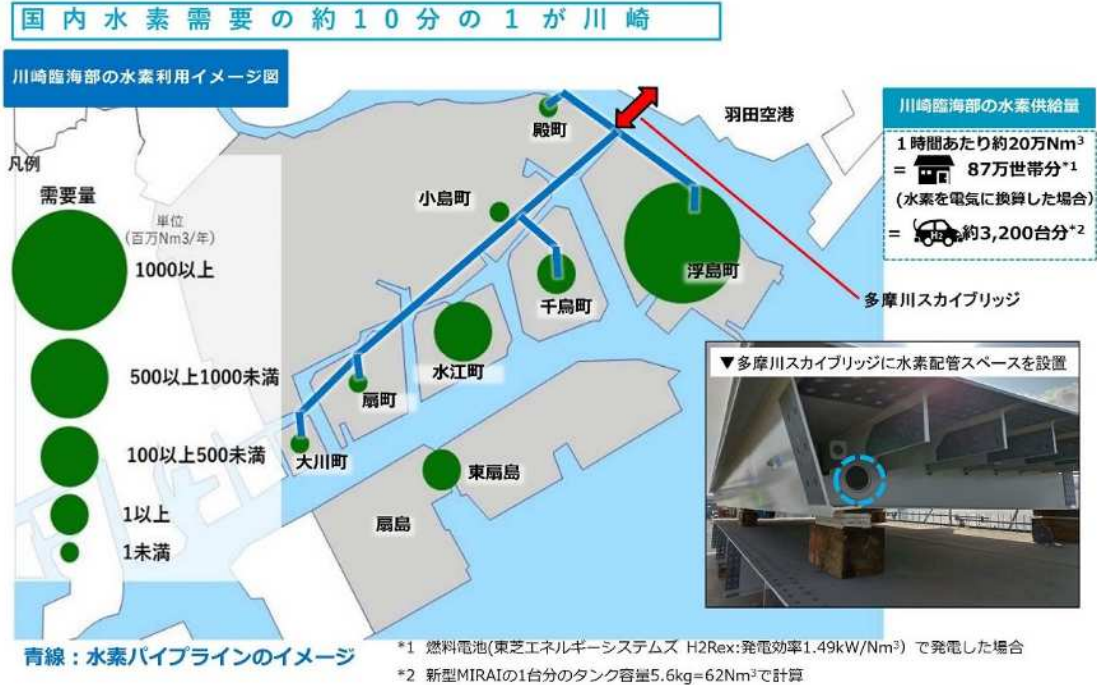 国内水素需要の約10分の1が川崎
川崎臨海部の水素利用イメージ図
凡例
需要量
単位
(百万Nm3/年)
1000以上
500以上1000未満
100以上500未満
1以上
1未満
殿町
羽田空港
小島町
浮島町
千鳥町
多摩川スカイブリッジ
水江町
扇町
大川町
東扇島
扇島
川崎臨海部の水素供給量
1時間あたり約20万Nm³
= 87万世帯分*1
(水素を電気に換算した場合)
= H2 約3,200台分*2
▼多摩川スカイブリッジに水素配管スペースを設置
青線:水素パイプラインのイメージ
*1 燃料電池(東芝エネルギーシステムズ H2Rex:発電効率1.49kW/Nm³) で発電した場合
*2 新型MIRAIの1台分のタンク容量5.6kg=62Nm³で計算